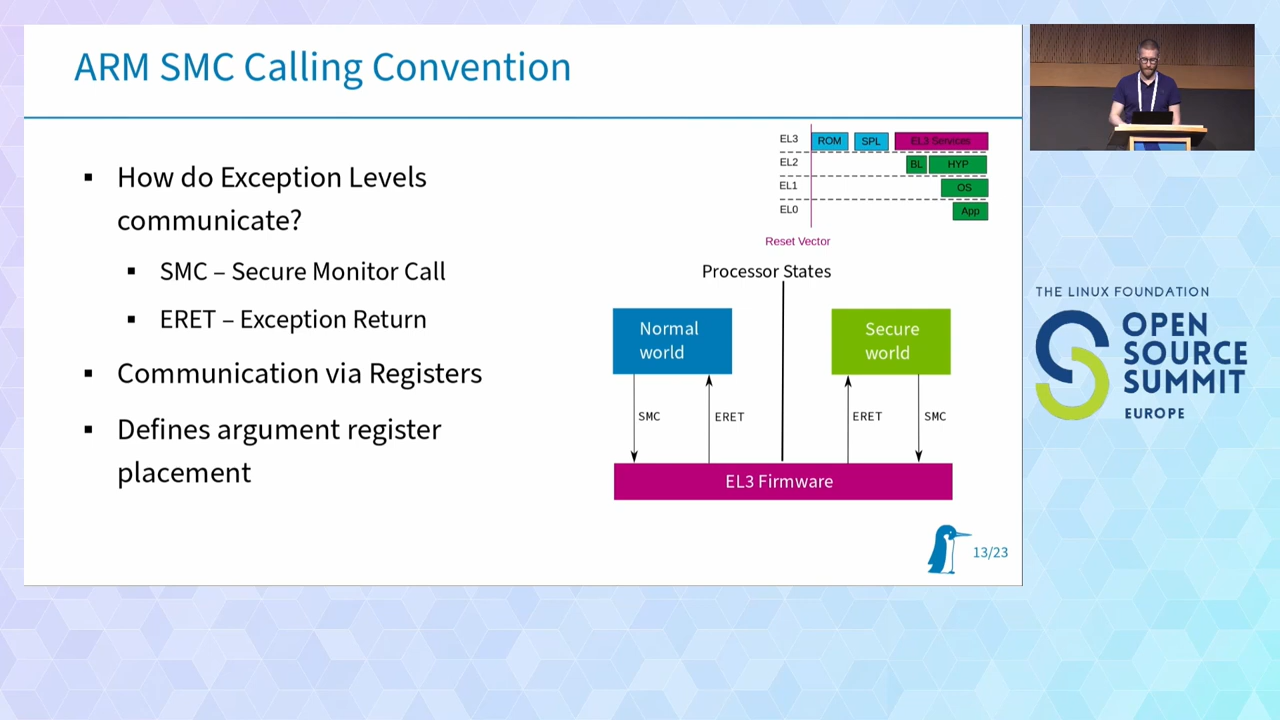 ARM SMC Calling Convention
▪ How do Exception Levels
communicate?
▪ SMC – Secure Monitor Call
▪ ERET – Exception Return
▪ Communication via Registers
▪ Defines argument register
placement
EL3 ROM SPL EL3 Services
EL2 BL HYP
EL1 OS
EL0 App
Reset Vector
Processor States
Normal
world
Secure
world
SMC ERET ERET SMC
EL3 Firmware
13/23
THE LINUX FOUNDATION
OPEN
SOURCE
SUMMIT
EUROPE